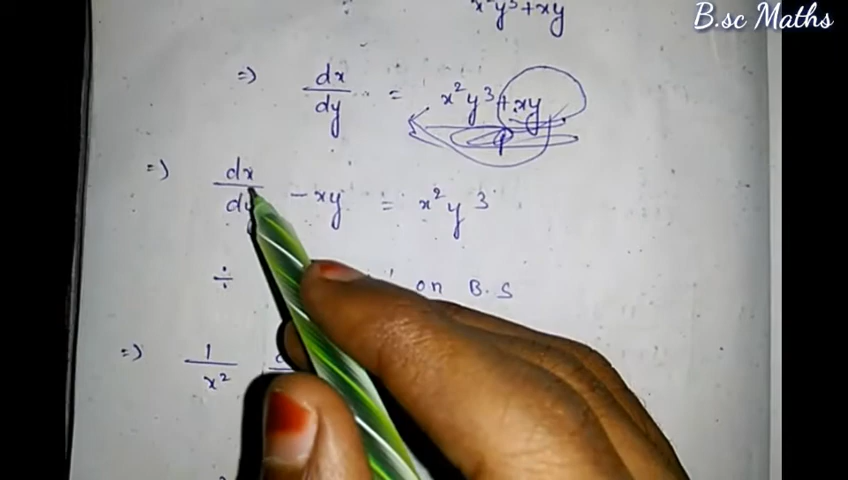 B.sc Maths
x²y³+xy
=) dx/dy = x²y³+xy
=) dx/dy - xy = x²y³
÷ on B.S
=) 1/x²